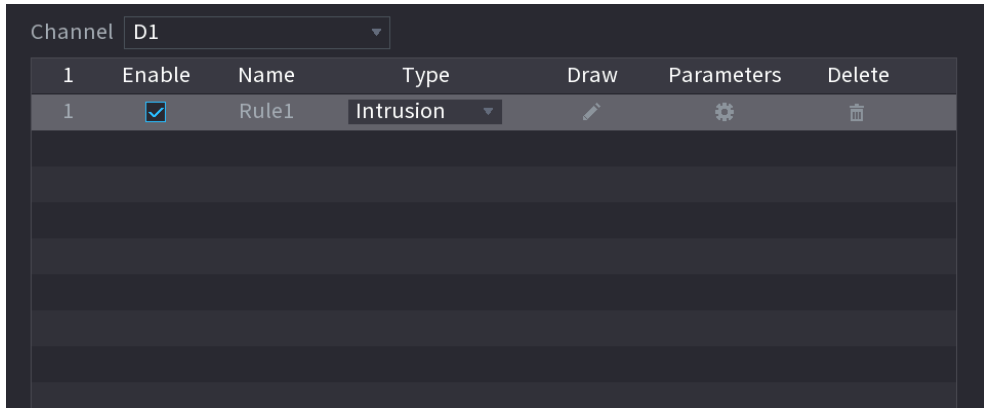 Channel D1
1 Enable Name Type Draw Parameters Delete
1 Rule1 Intrusion